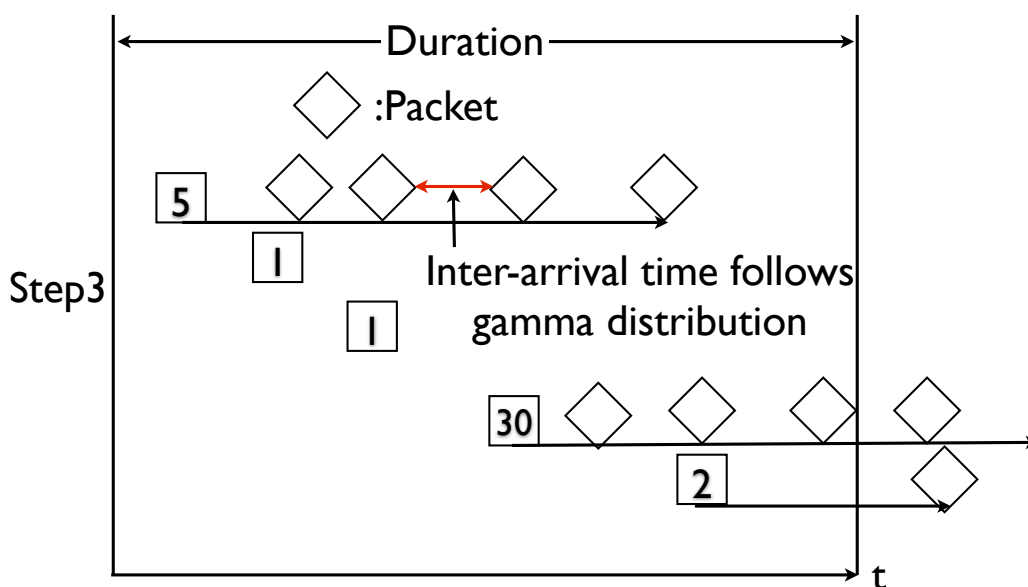 Duration
:Packet
5
1
Step3
Inter-arrival time follows
gamma distribution
1
30
2
t